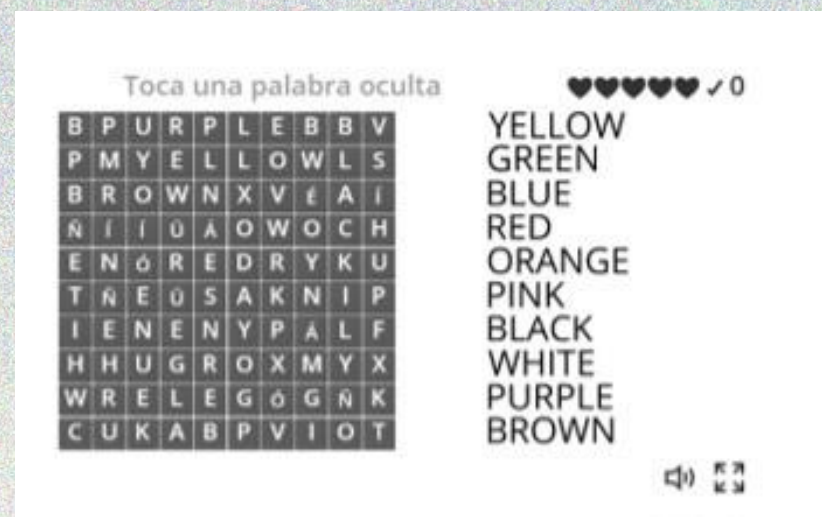 Toca una palabra oculta
✓ 0
B P U R P L E B B V
P M Y E L L O W L S
B R O W N X V É A Í
Ñ Í Í Ü Á O W O C H
E N Ó R E D R Y K U
T Ñ E Ü S A K N I P
I E N E N Y P Á L F
H H U G R O X M Y X
W R E L E G Ó G Ñ K
C U K A B P V I O T
YELLOW
GREEN
BLUE
RED
ORANGE
PINK
BLACK
WHITE
PURPLE
BROWN